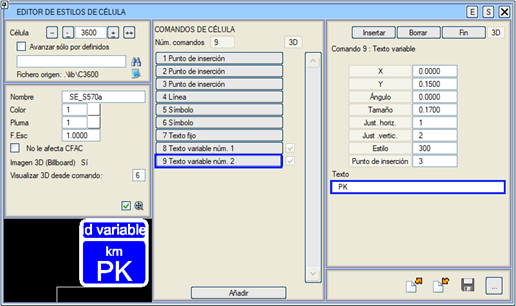 EDITOR DE ESTILOS DE CÉLULA
E S
Célula -- - 3600 + ++
Avanzar sólo por definidos
Fichero origen: .\lib\C3600
Nombre SE_S570a
Color 1
Pluma 1
F.Esc 1.0000
No le afecta CFAC
Imagen 3D (Billboard) Sí
Visualizar 3D desde comando: 6
d variable
km
PK
COMANDOS DE CÉLULA
Núm. comandos 9 3D
1 Punto de inserción
2 Punto de inserción
3 Punto de inserción
4 Línea
5 Símbolo
6 Símbolo
7 Texto fijo
8 Texto variable núm. 1
9 Texto variable núm. 2
Añadir
Insertar Borrar Fin 3D
Comando 9 : Texto variable
X 0.0000
Y 0.1500
Ángulo 0.0000
Tamaño 0.1700
Just. horiz. 1
Just .vertic. 2
Estilo 300
Punto de inserción 3
Texto
PK
...